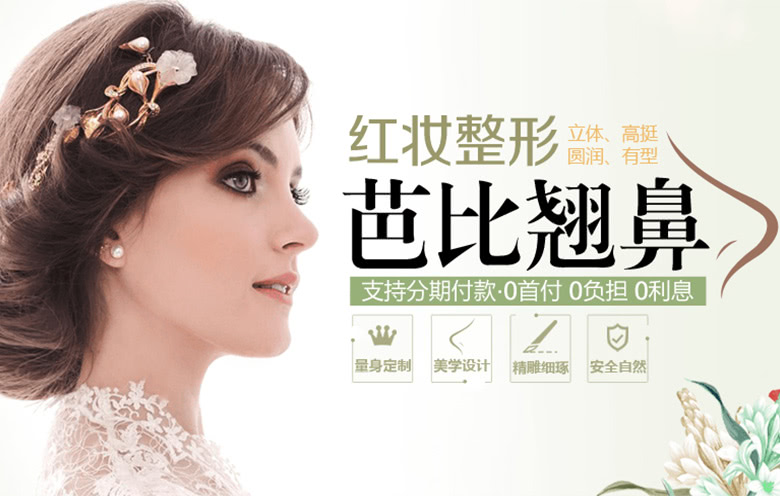 红妆整形
立体、高挺
圆润、有型
芭比翘鼻
支持分期付款·0首付 0负担 0利息
量身定制
美学设计
精雕细琢
安全自然